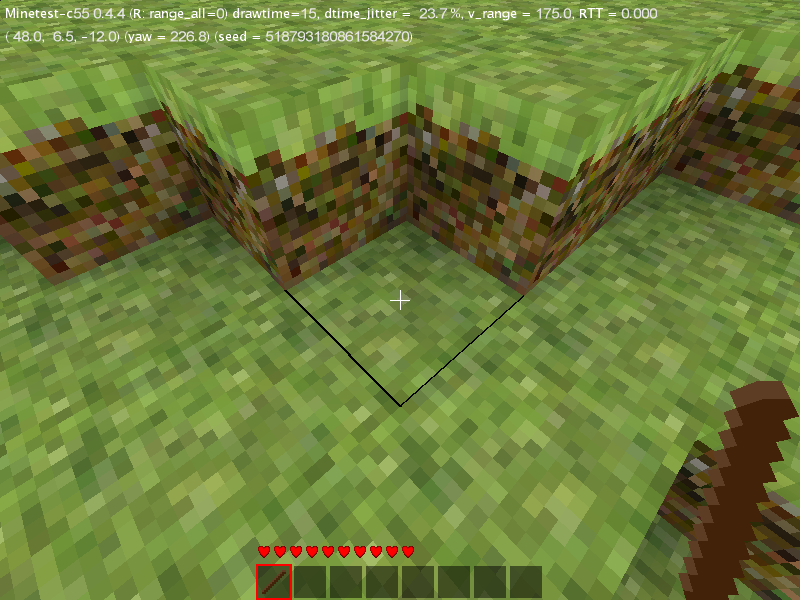 Minetest-c55 0.4.4 (R: range_all=0) drawtime=15, dtime_jitter = 23.7%, v_range = 175.0, RTT = 0.000
( 48.0, 6.5, -12.0) (yaw = 226.8) (seed = 518793180861584270)